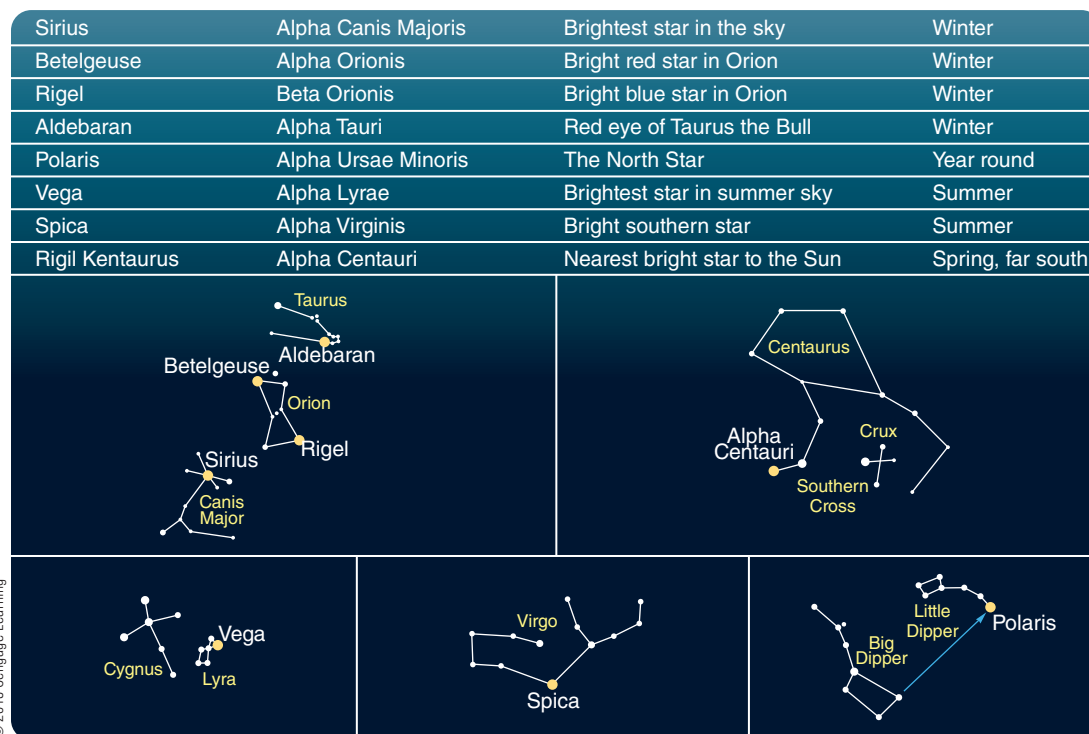 Sirius Alpha Canis Majoris Brightest star in the sky Winter
Betelgeuse Alpha Orionis Bright red star in Orion Winter
Rigel Beta Orionis Bright blue star in Orion Winter
Aldebaran Alpha Tauri Red eye of Taurus the Bull Winter
Polaris Alpha Ursae Minoris The North Star Year round
Vega Alpha Lyrae Brightest star in summer sky Summer
Spica Alpha Virginis Bright southern star Summer
Rigil Kentaurus Alpha Centauri Nearest bright star to the Sun Spring, far south
Taurus
Aldebaran
Betelgeuse
Orion
Rigel
Sirius
Canis
Major
Centaurus
Alpha
Centauri
Crux
Southern
Cross
Vega
Cygnus
Lyra
Virgo
Spica
Little
Dipper
Polaris
Big
Dipper
Cengage Learning